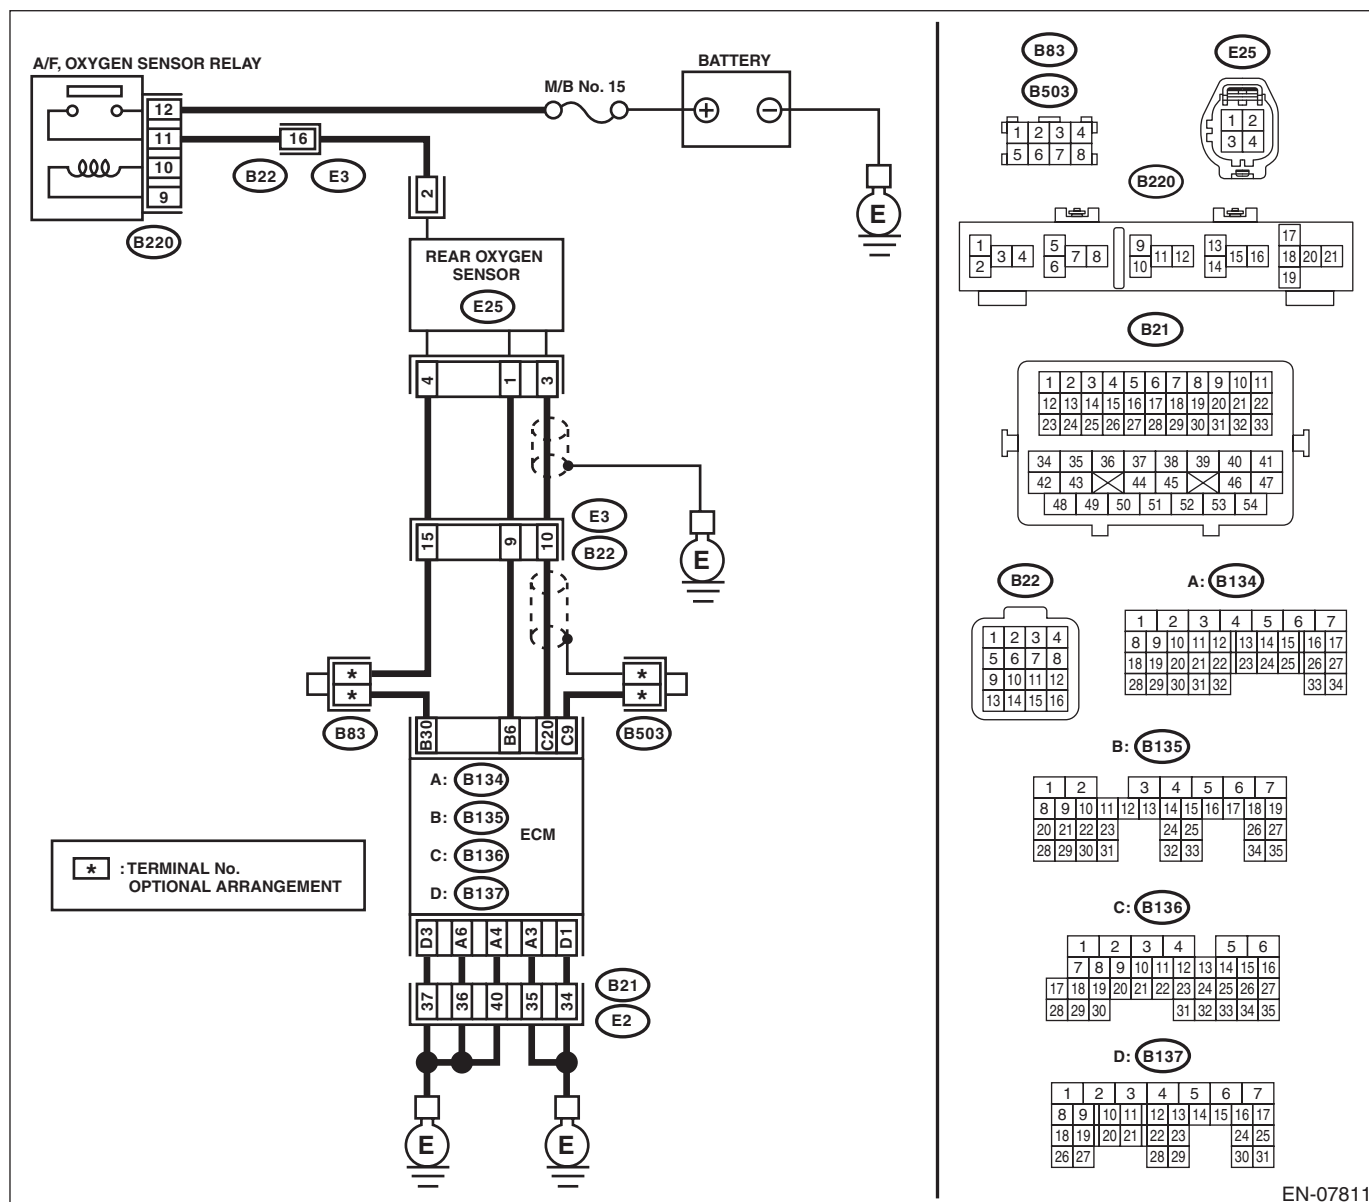 A/F, OXYGEN SENSOR RELAY
BATTERY
M/B No. 15
12
11
10
9
16
B22
E3
B220
2
E
REAR OXYGEN
SENSOR
E25
4
1
3
15
9
10
E3
B22
E
*
*
B83
*
*
B503
B30
B6
C20
C9
A: B134
B: B135
C: B136
D: B137
ECM
* : TERMINAL No.
OPTIONAL ARRANGEMENT
D3
A6
A4
A3
D1
37
36
40
35
34
B21
E2
E
E
B83
B503
1 2 3 4
5 6 7 8
E25
1 2
3 4
B220
1 2 3 4
5 6 7 8
9 10 11 12
13 14 15 16
17 18 19 20 21
B21
1 2 3 4 5 6 7 8 9 10 11
12 13 14 15 16 17 18 19 20 21 22
23 24 25 26 27 28 29 30 31 32 33
34 35 36 37 38 39 40 41
42 43 44 45 46 47
48 49 50 51 52 53 54
B22
1 2 3 4
5 6 7 8
9 10 11 12
13 14 15 16
A: B134
1 2 3 4 5 6 7
8 9 10 11 12 13 14 15 16 17
18 19 20 21 22 23 24 25 26 27
28 29 30 31 32 33 34
B: B135
1 2 3 4 5 6 7
8 9 10 11 12 13 14 15 16 17 18 19
20 21 22 23 24 25 26 27
28 29 30 31 32 33 34 35
C: B136
1 2 3 4 5 6
7 8 9 10 11 12 13 14 15 16
17 18 19 20 21 22 23 24 25 26 27
28 29 30 31 32 33 34 35
D: B137
1 2 3 4 5 6 7
8 9 10 11 12 13 14 15 16 17
18 19 20 21 22 23 24 25
26 27 28 29 30 31
EN-07811